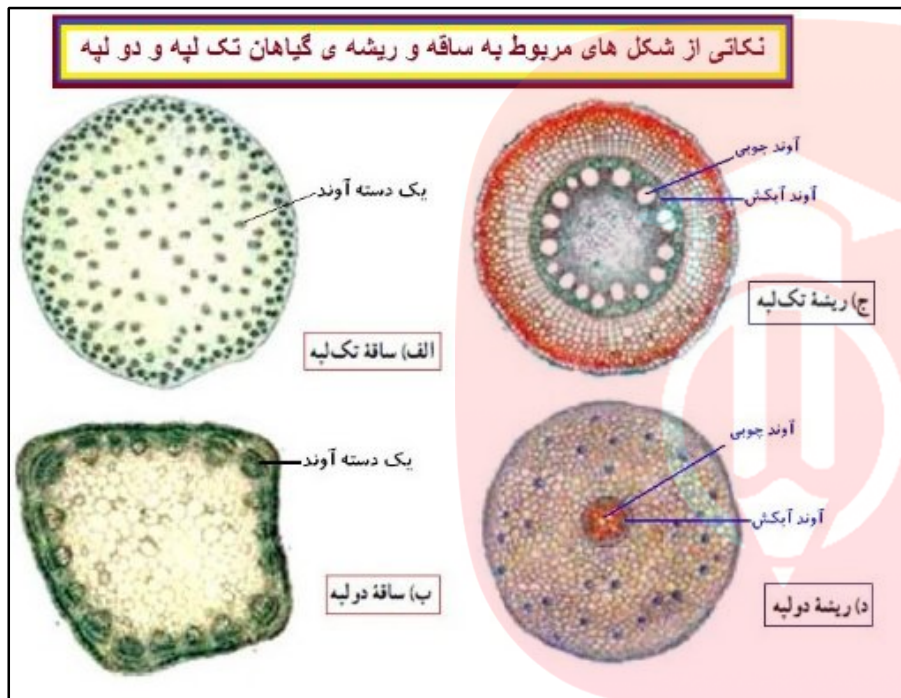 نکاتی از شکل های مربوط به ساقه و ریشه ی گیاهان تک لپه و دو لپه
آوند چوبی
آوند آبکش
ج) ریشهٔ تک‌لپه
یک دسته آوند
الف) ساقهٔ تک‌لپه
آوند چوبی
آوند آبکش
د) ریشهٔ دولپه
یک دسته آوند
ب) ساقهٔ دولپه